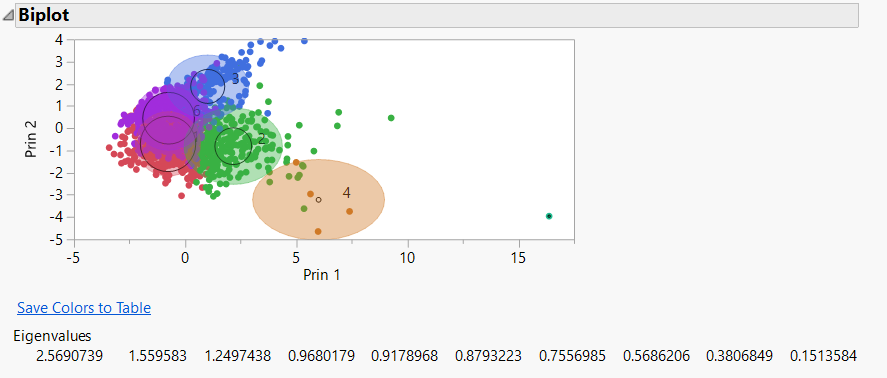 Biplot
4
3
2
1
0
-1
-2
-3
-4
-5
Prin 2
3
2
4
-5 0 5 10 15
Prin 1
Save Colors to Table
Eigenvalues
2.5690739 1.559583 1.2497438 0.9680179 0.9178968 0.8793223 0.7556985 0.5686206 0.3806849 0.1513584